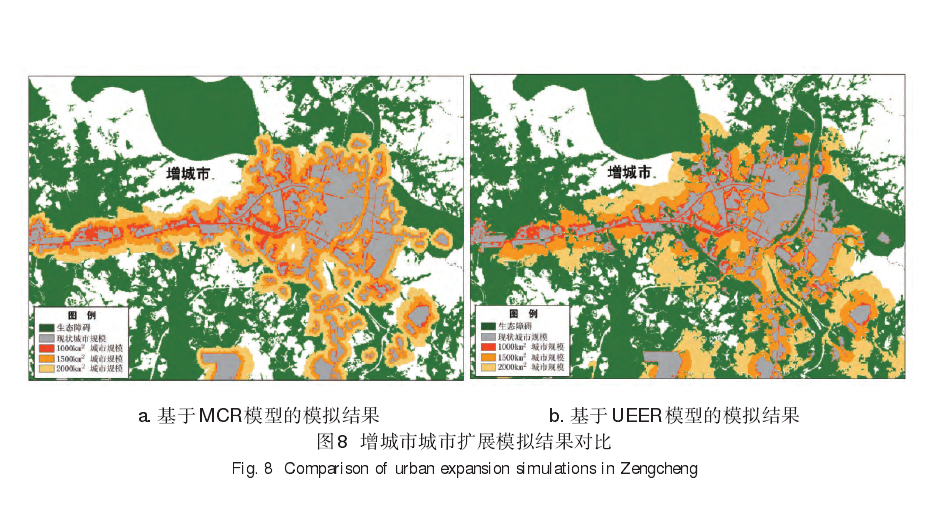 增城市
图 例
生态障碍
现状城市规模
1000km² 城市规模
1500km² 城市规模
2000km² 城市规模
增城市
图 例
生态障碍
现状城市规模
1000km² 城市规模
1500km² 城市规模
2000km² 城市规模
a. 基于MCR模型的模拟结果
b. 基于UEER模型的模拟结果
图8 增城市城市扩展模拟结果对比
Fig. 8 Comparison of urban expansion simulations in Zengcheng